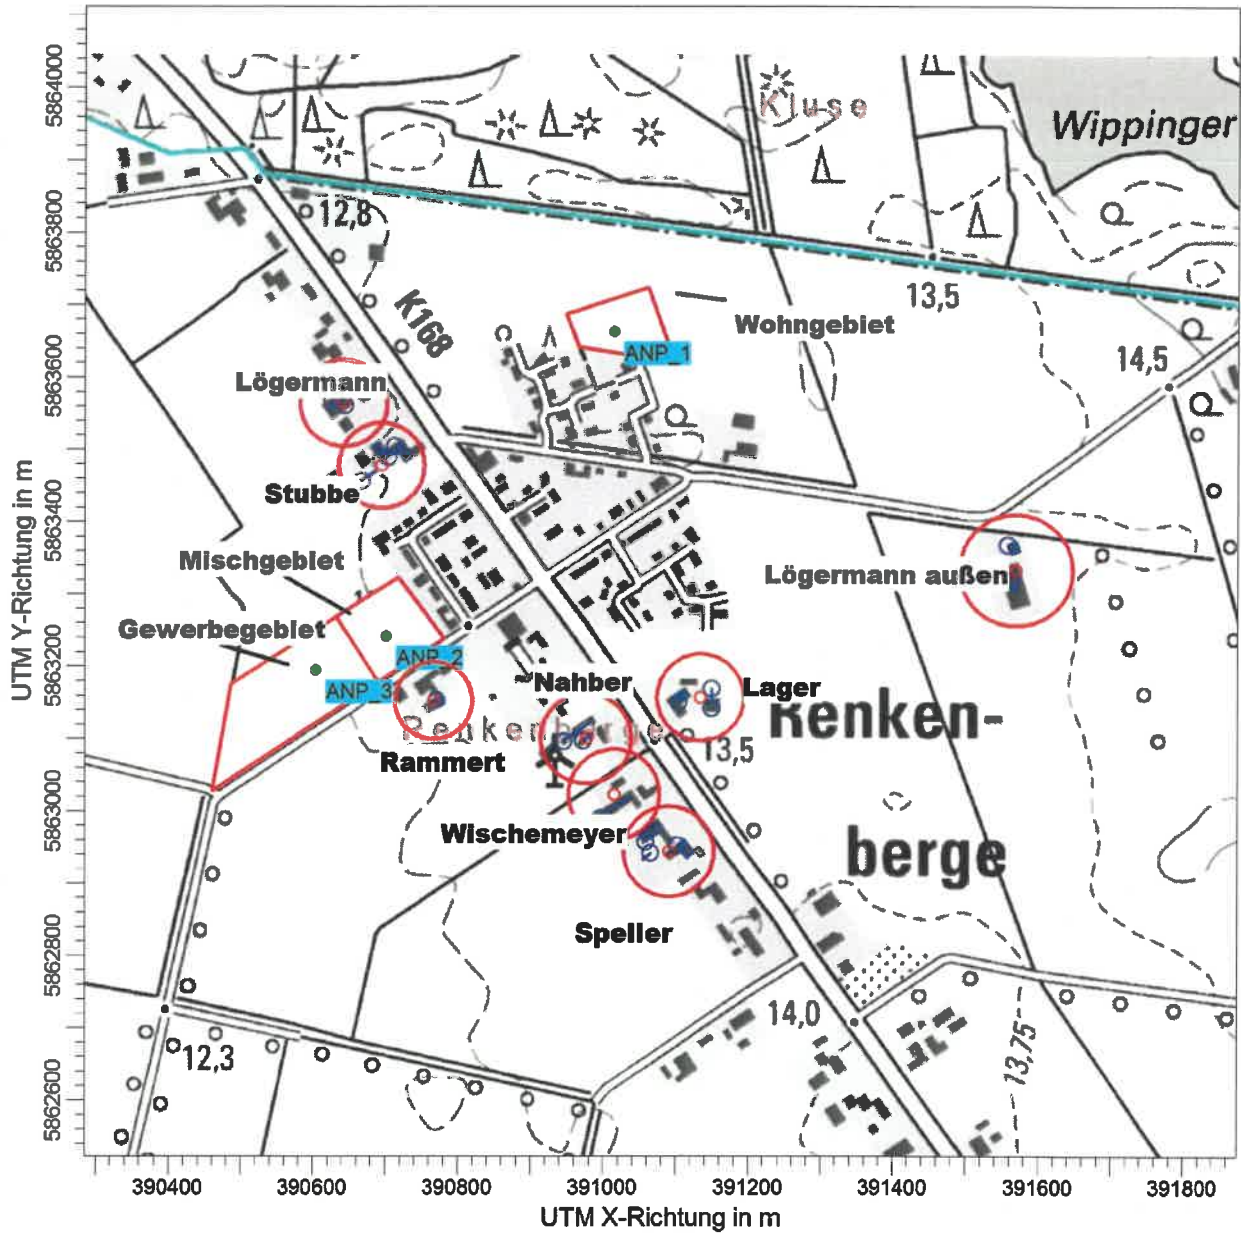 Kluse
Wippinger
12,8
K168
13,5
14,5
Wohngebiet
ANP_1
Lögermann
Stubbe
Mischgebiet
Lögermann außen
Gewerbegebiet
ANP_2
ANP_3
Nahber
Lager
Renkenberge
Renken-
berge
13,5
Rammert
Wischemeyer
Speller
14,0
13,75
12,3
UTM Y-Richtung in m
5864000
5863800
5863600
5863400
5863200
5863000
5862800
5862600
390400 390600 390800 391000 391200 391400 391600 391800
UTM X-Richtung in m